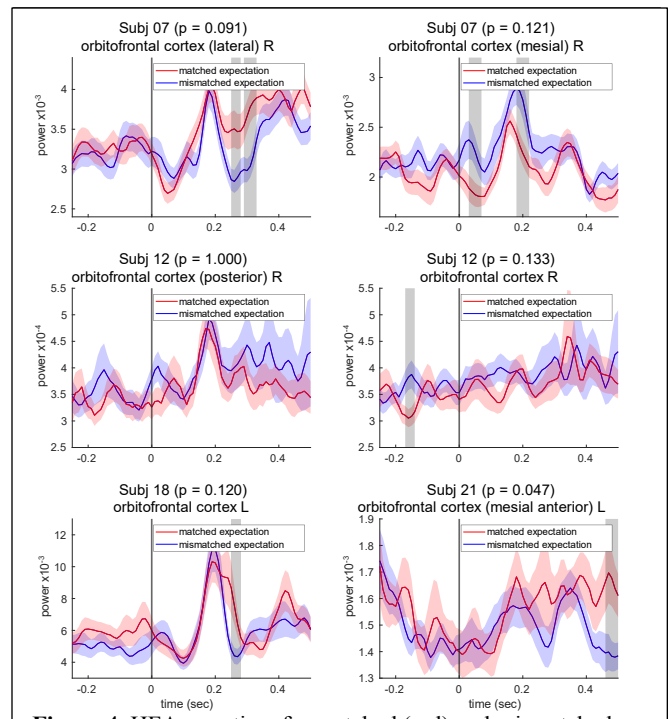 Subj 07 (p = 0.091)
orbitofrontal cortex (lateral) R
matched expectation
mismatched expectation
power x10-3
4
3.5
3
2.5
-0.2
0
0.2
0.4
Subj 07 (p = 0.121)
orbitofrontal cortex (mesial) R
matched expectation
mismatched expectation
power x10-3
3
2.5
2
-0.2
0
0.2
0.4
Subj 12 (p = 1.000)
orbitofrontal cortex (posterior) R
matched expectation
mismatched expectation
power x10-4
5.5
5
4.5
4
3.5
3
2.5
-0.2
0
0.2
0.4
Subj 12 (p = 0.133)
orbitofrontal cortex R
matched expectation
mismatched expectation
power x10-4
5.5
5
4.5
4
3.5
3
2.5
-0.2
0
0.2
0.4
Subj 18 (p = 0.120)
orbitofrontal cortex L
matched expectation
mismatched expectation
power x10-3
12
10
8
6
4
-0.2
0
0.2
0.4
time (sec)
Subj 21 (p = 0.047)
orbitofrontal cortex (mesial anterior) L
matched expectation
mismatched expectation
power x10-3
1.9
1.8
1.7
1.6
1.5
1.4
1.3
-0.2
0
0.2
0.4
time (sec)